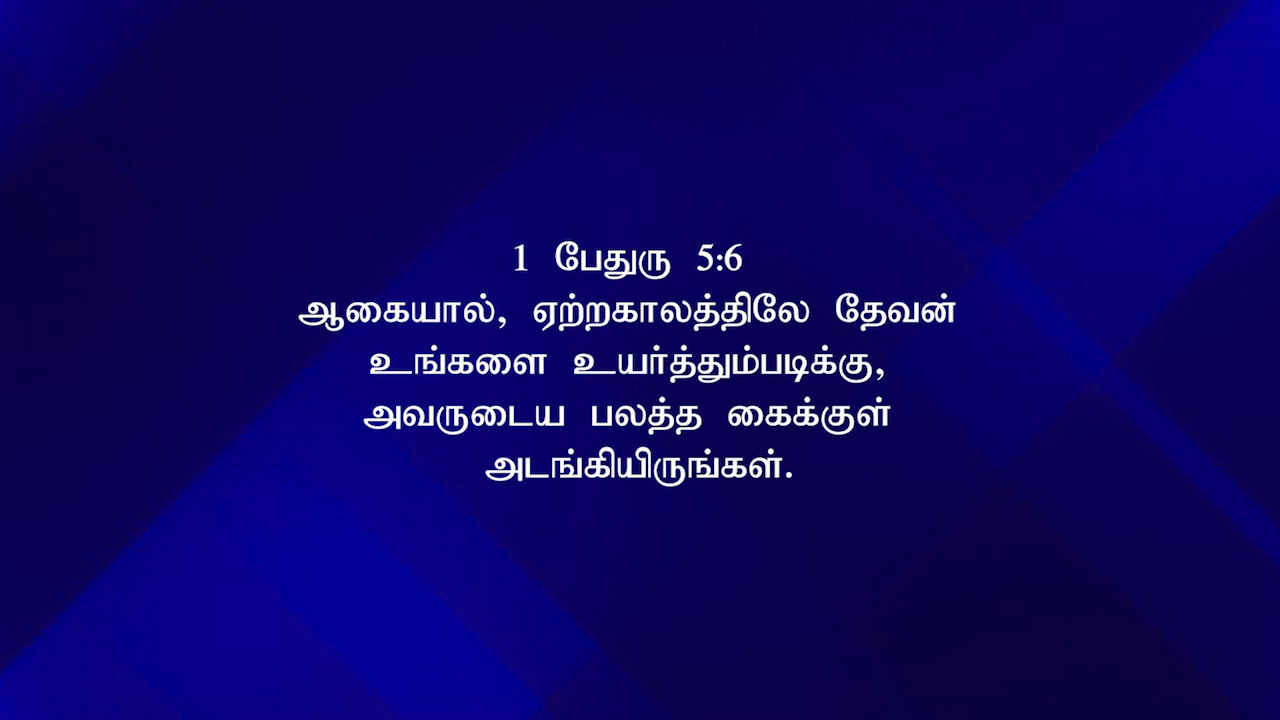 1 பேதுரு 5:6
ஆகையால், ஏற்றகாலத்திலே தேவன்
உங்களை உயர்த்தும்படிக்கு,
அவருடைய பலத்த கைக்குள்
அடங்கியிருங்கள்.